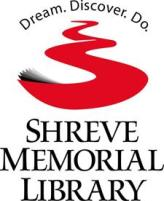 Dream. Discover. Do.
SHREVE
MEMORIAL
LIBRARY